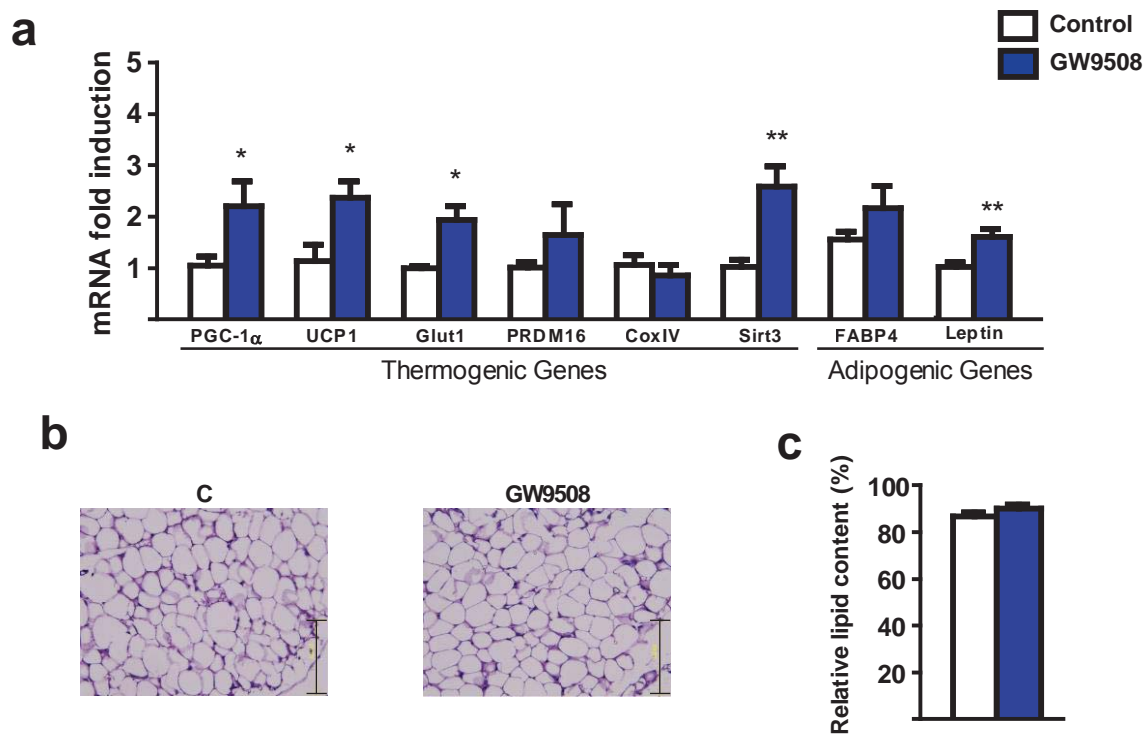 a
Control
GW9508
mRNA fold induction
5
4
3
2
1
*
*
*
**
**
PGC-1α UCP1 Glut1 PRDM16 CoxIV Sirt3 FABP4 Leptin
Thermogenic Genes Adipogenic Genes
b
C GW9508
c
Relative lipid content (%)
100
80
60
40
20